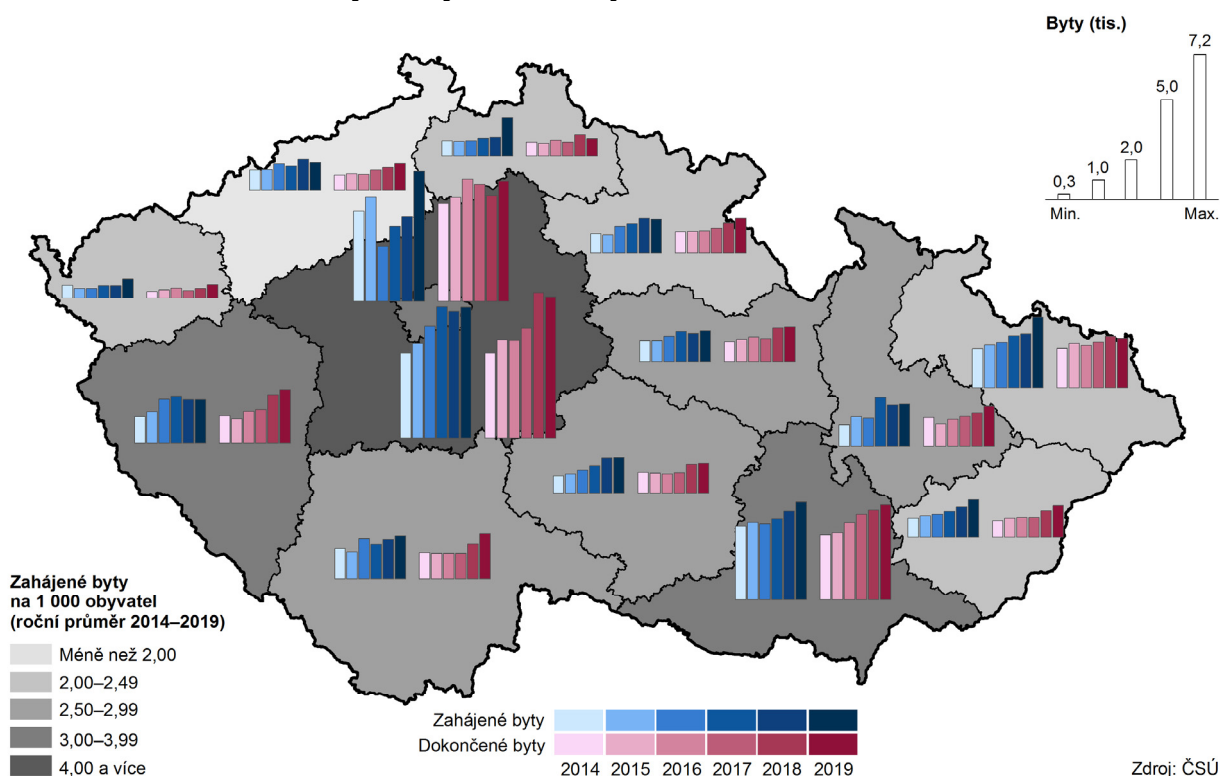 Byty (tis.)
7,2
5,0
2,0
1,0
0,3
Min.
Max.
Zahájené byty
na 1 000 obyvatel
(roční průměr 2014–2019)
Méně než 2,00
2,00–2,49
2,50–2,99
3,00–3,99
4,00 a více
Zahájené byty
Dokončené byty
2014 2015 2016 2017 2018 2019
Zdroj: ČSÚ